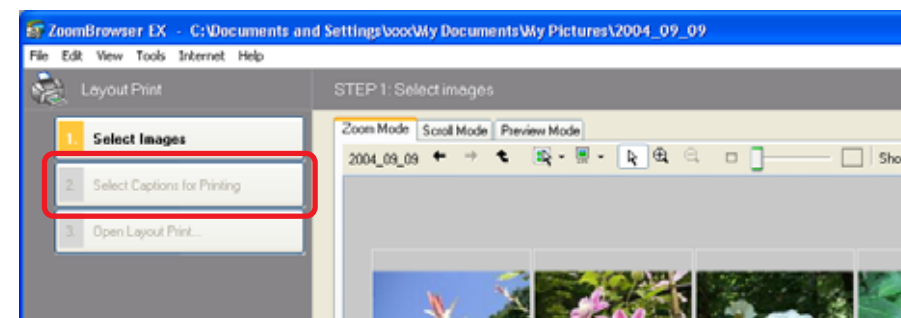 ZoomBrowser EX - C:\Documents and Settings\xxx\My Documents\My Pictures\2004_09_09
File Edit View Tools Internet Help
Layout Print
STEP 1: Select images
1. Select Images
2. Select Captions for Printing
3. Open Layout Print...
Zoom Mode Scroll Mode Preview Mode
2004_09_09
Sho